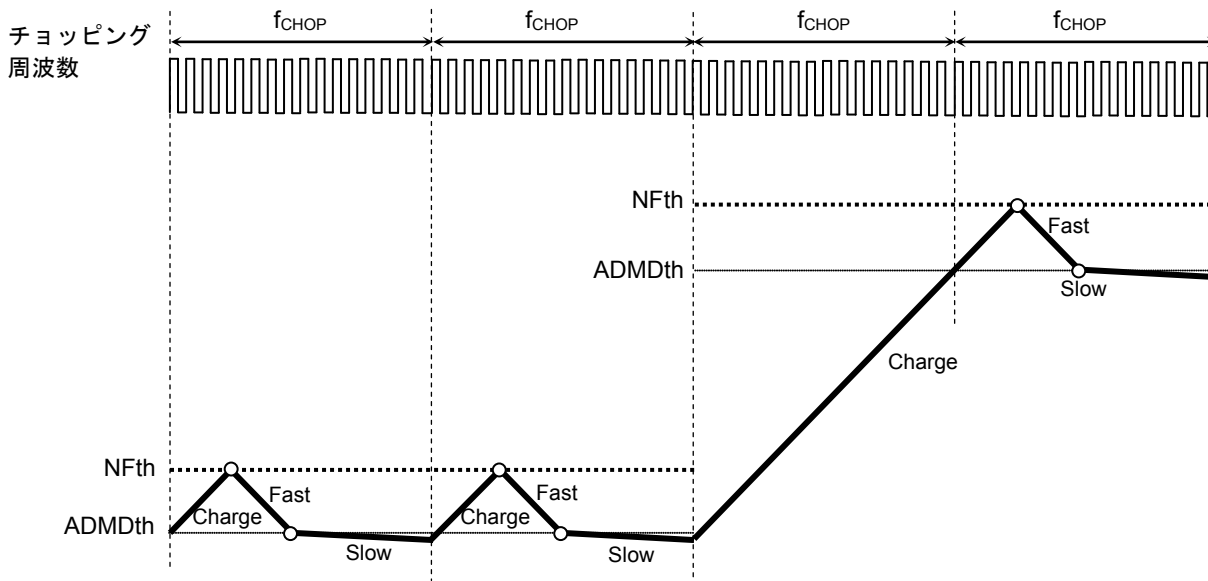 チョッピング
周波数
fCHOP fCHOP fCHOP fCHOP
NFth
Fast
ADMDth
Slow
Charge
NFth
Fast Fast
Charge Charge
ADMDth
Slow Slow